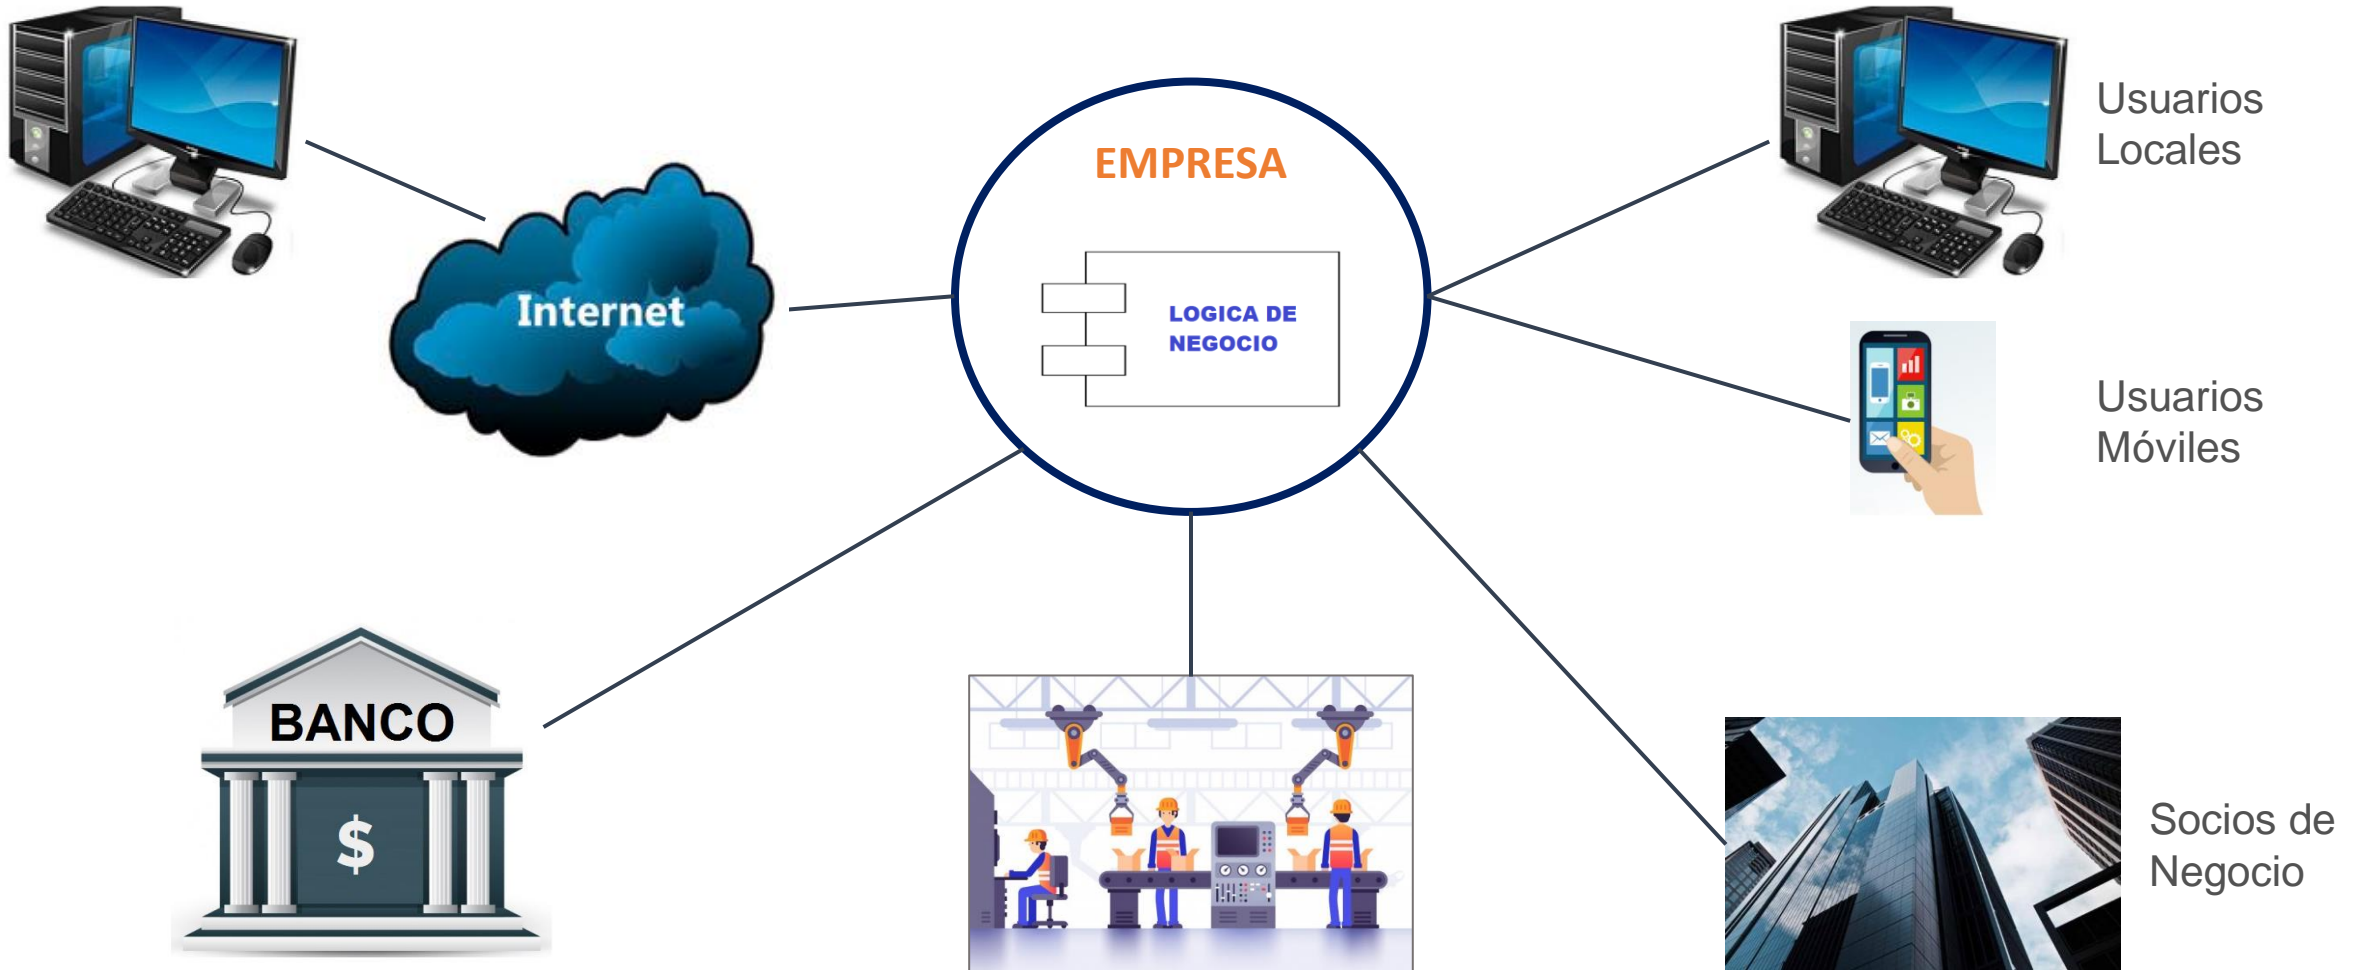 EMPRESA
Internet
LOGICA DE
NEGOCIO
Usuarios
Locales
Usuarios
Móviles
BANCO
$
Socios de
Negocio